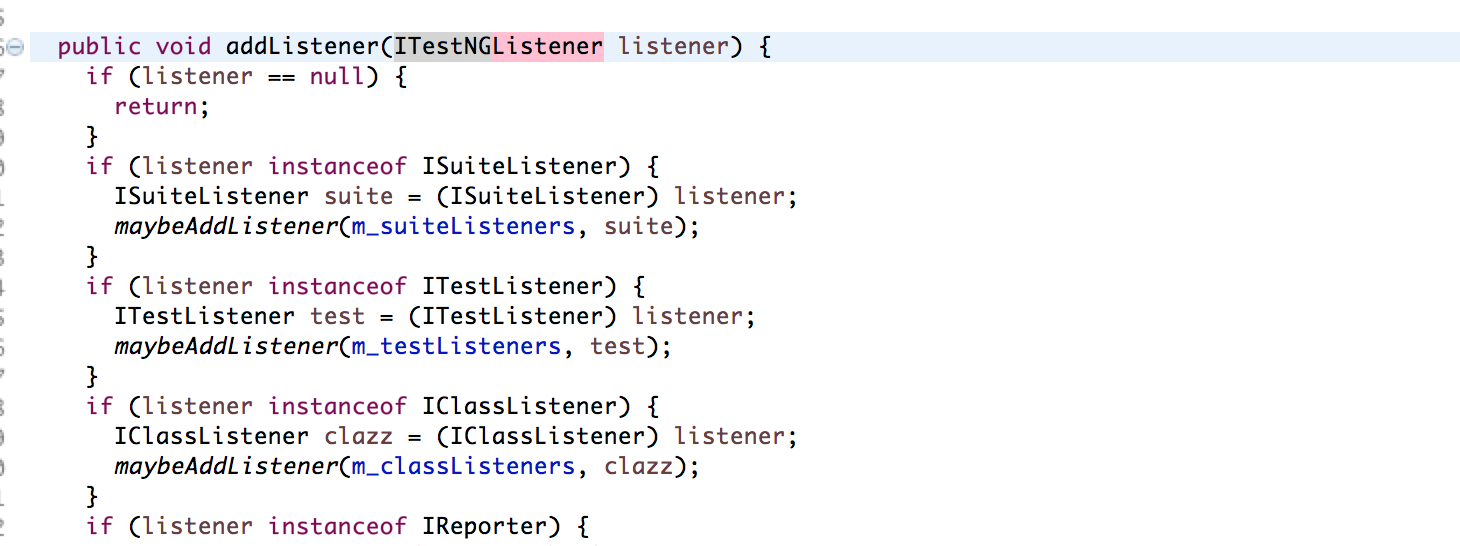 public void addListener(ITestNGListener listener) {
if (listener == null) {
return;
}
if (listener instanceof ISuiteListener) {
ISuiteListener suite = (ISuiteListener) listener;
maybeAddListener(m_suiteListeners, suite);
}
if (listener instanceof ITestListener) {
ITestListener test = (ITestListener) listener;
maybeAddListener(m_testListeners, test);
}
if (listener instanceof IClassListener) {
IClassListener clazz = (IClassListener) listener;
maybeAddListener(m_classListeners, clazz);
}
if (listener instanceof IReporter) {